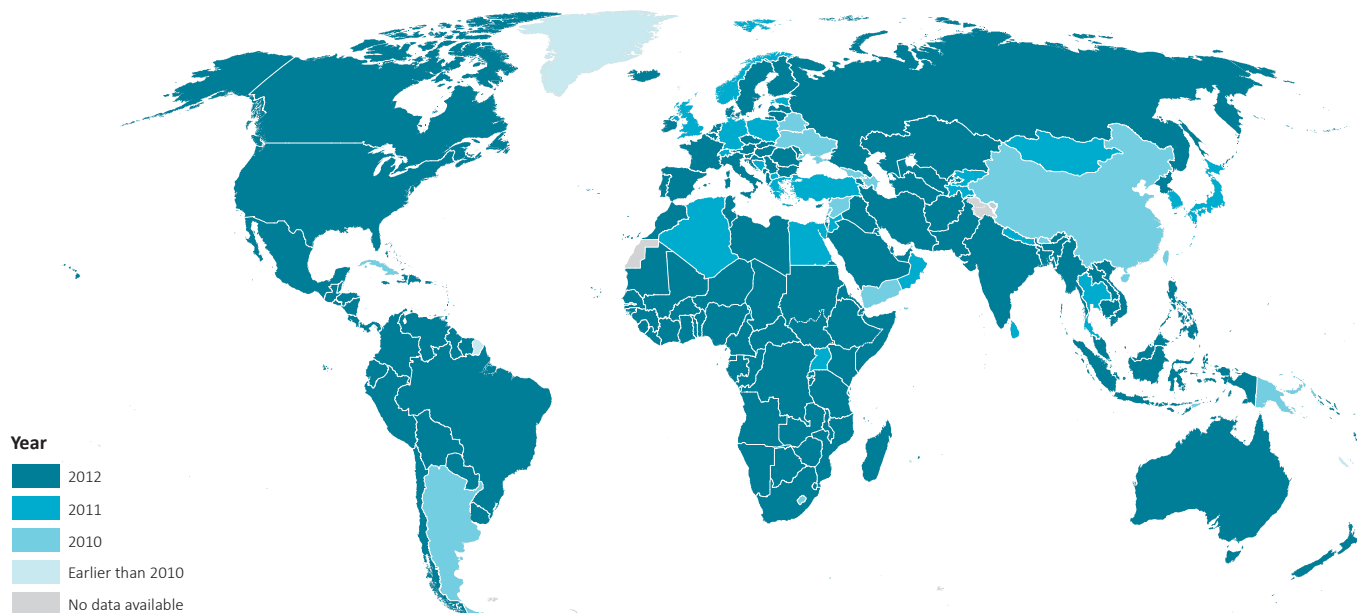 Year
2012
2011
2010
Earlier than 2010
No data available